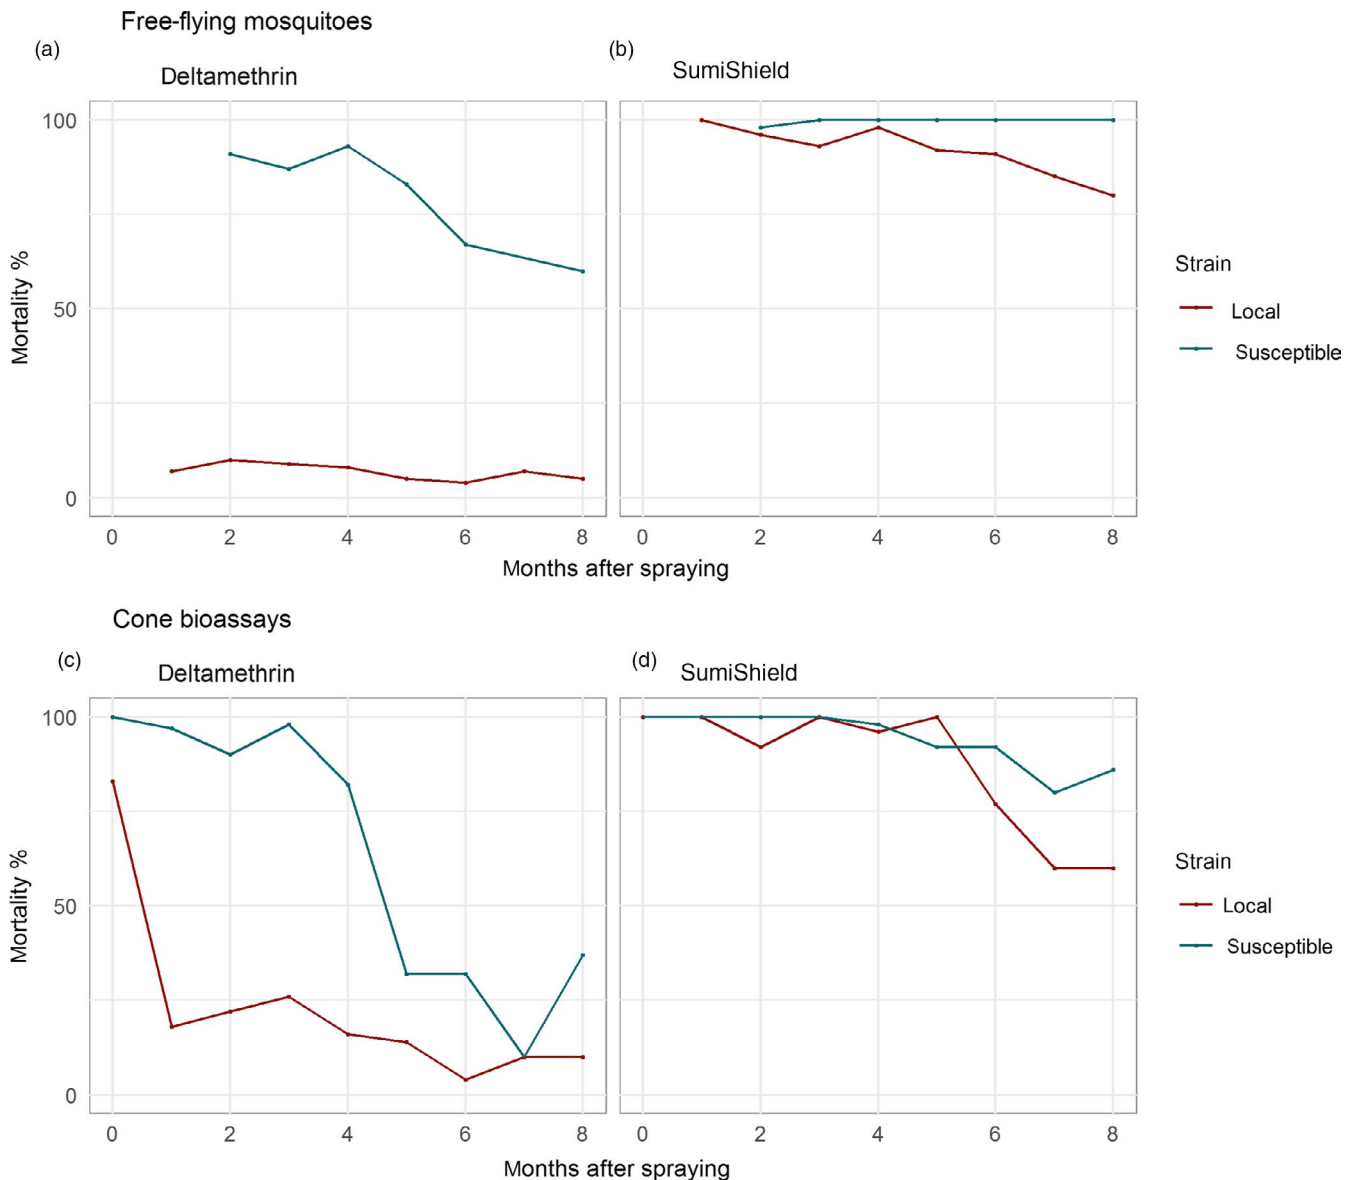 Free-flying mosquitoes
(a)
(b)
Deltamethrin
SumiShield
100
50
0
Mortality %
0 2 4 6 8
0 2 4 6 8
Months after spraying
Strain
Local
Susceptible
Cone bioassays
(c)
(d)
Deltamethrin
SumiShield
100
50
0
Mortality %
0 2 4 6 8
0 2 4 6 8
Months after spraying
Strain
Local
Susceptible